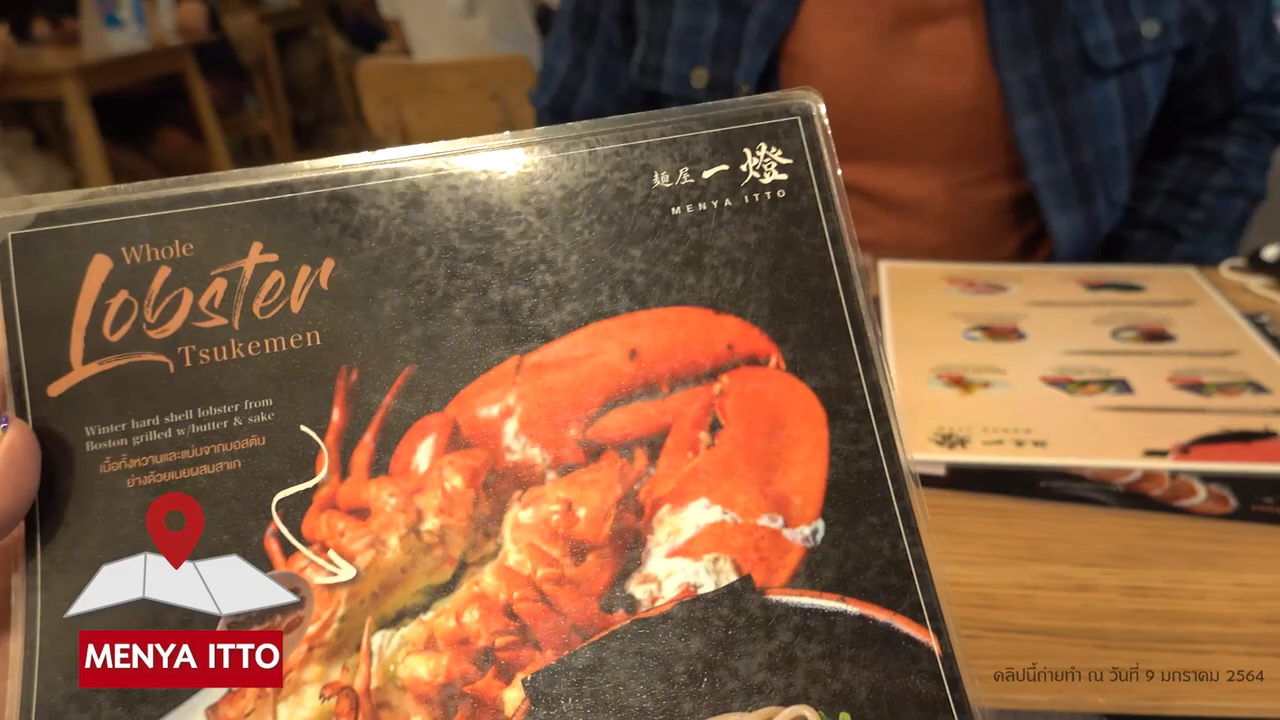 麺屋一燈
MENYA ITTO
Whole
Lobster
Tsukemen
Winter hard shell lobster from
Boston grilled w/butter & sake
เนื้อกั้งหวานและแน่นจากบอสตัน
ย่างด้วยเนยผสมสาเก
MENYA ITTO
คลิปนี้ถ่ายทำ ณ วันที่ 9 มกราคม 2564